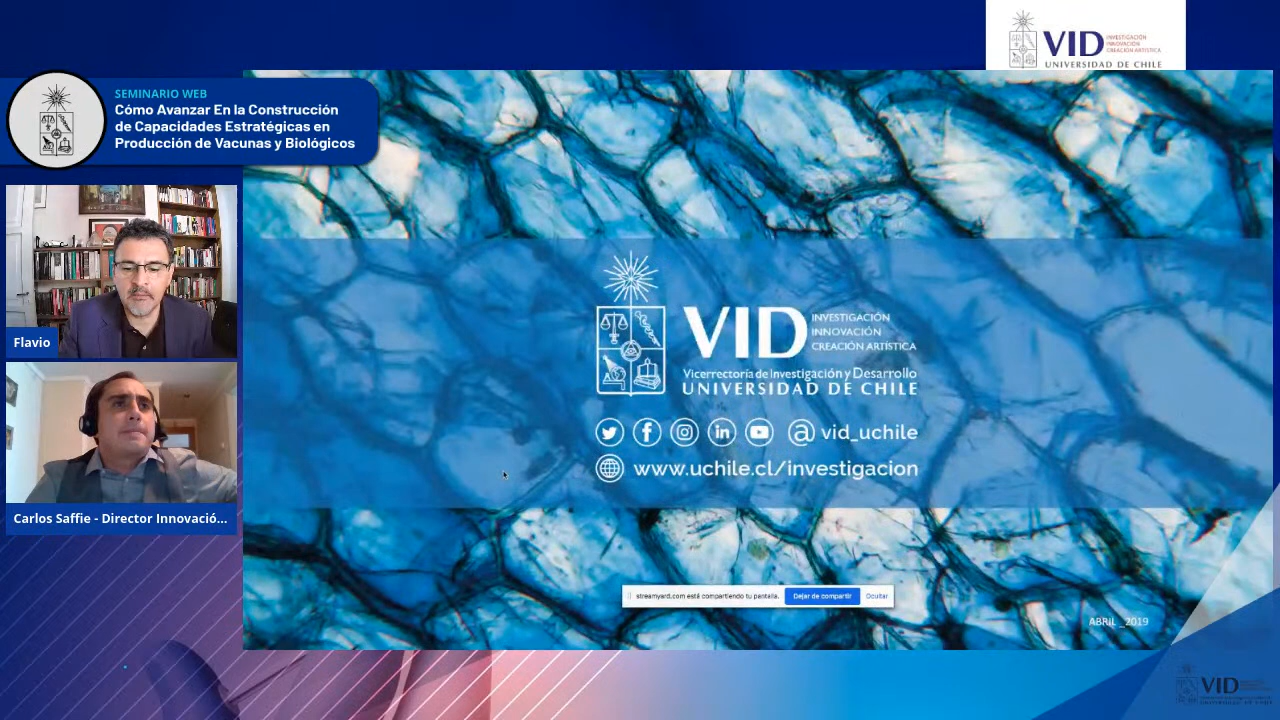 VID
INVESTIGACIÓN
INNOVACIÓN
CREACIÓN ARTÍSTICA
UNIVERSIDAD DE CHILE
SEMINARIO WEB
Cómo Avanzar En la Construcción
de Capacidades Estratégicas en
Producción de Vacunas y Biológicos
Flavio
Carlos Saffie - Director Innovació...
VID
INVESTIGACIÓN
INNOVACIÓN
CREACIÓN ARTÍSTICA
Vicerrectoría de Investigación y Desarrollo
UNIVERSIDAD DE CHILE
@ vid_uchile
www.uchile.cl/investigacion
streamyard.com está compartiendo tu pantalla. Dejar de compartir Ocultar
ABRIL _2019
VID